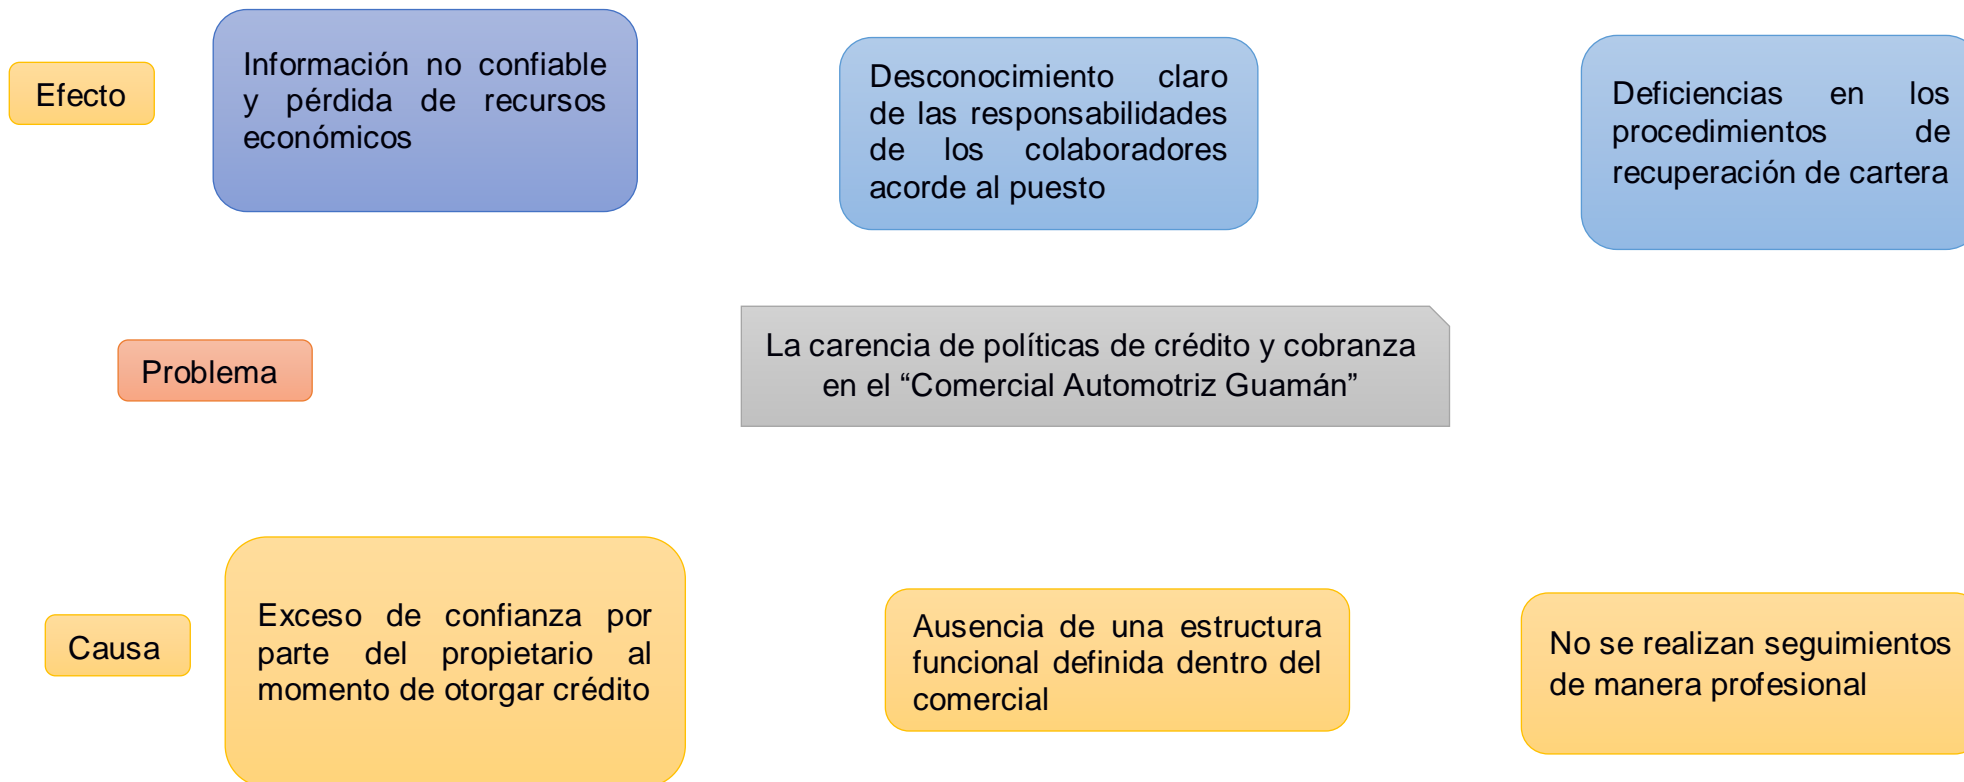 Efecto
Información no confiable
y pérdida de recursos
económicos
Desconocimiento claro
de las responsabilidades
de los colaboradores
acorde al puesto
Deficiencias en los
procedimientos de
recuperación de cartera
Problema
La carencia de políticas de crédito y cobranza
en el “Comercial Automotriz Guamán”
Causa
Exceso de confianza por
parte del propietario al
momento de otorgar crédito
Ausencia de una estructura
funcional definida dentro del
comercial
No se realizan seguimientos
de manera profesional